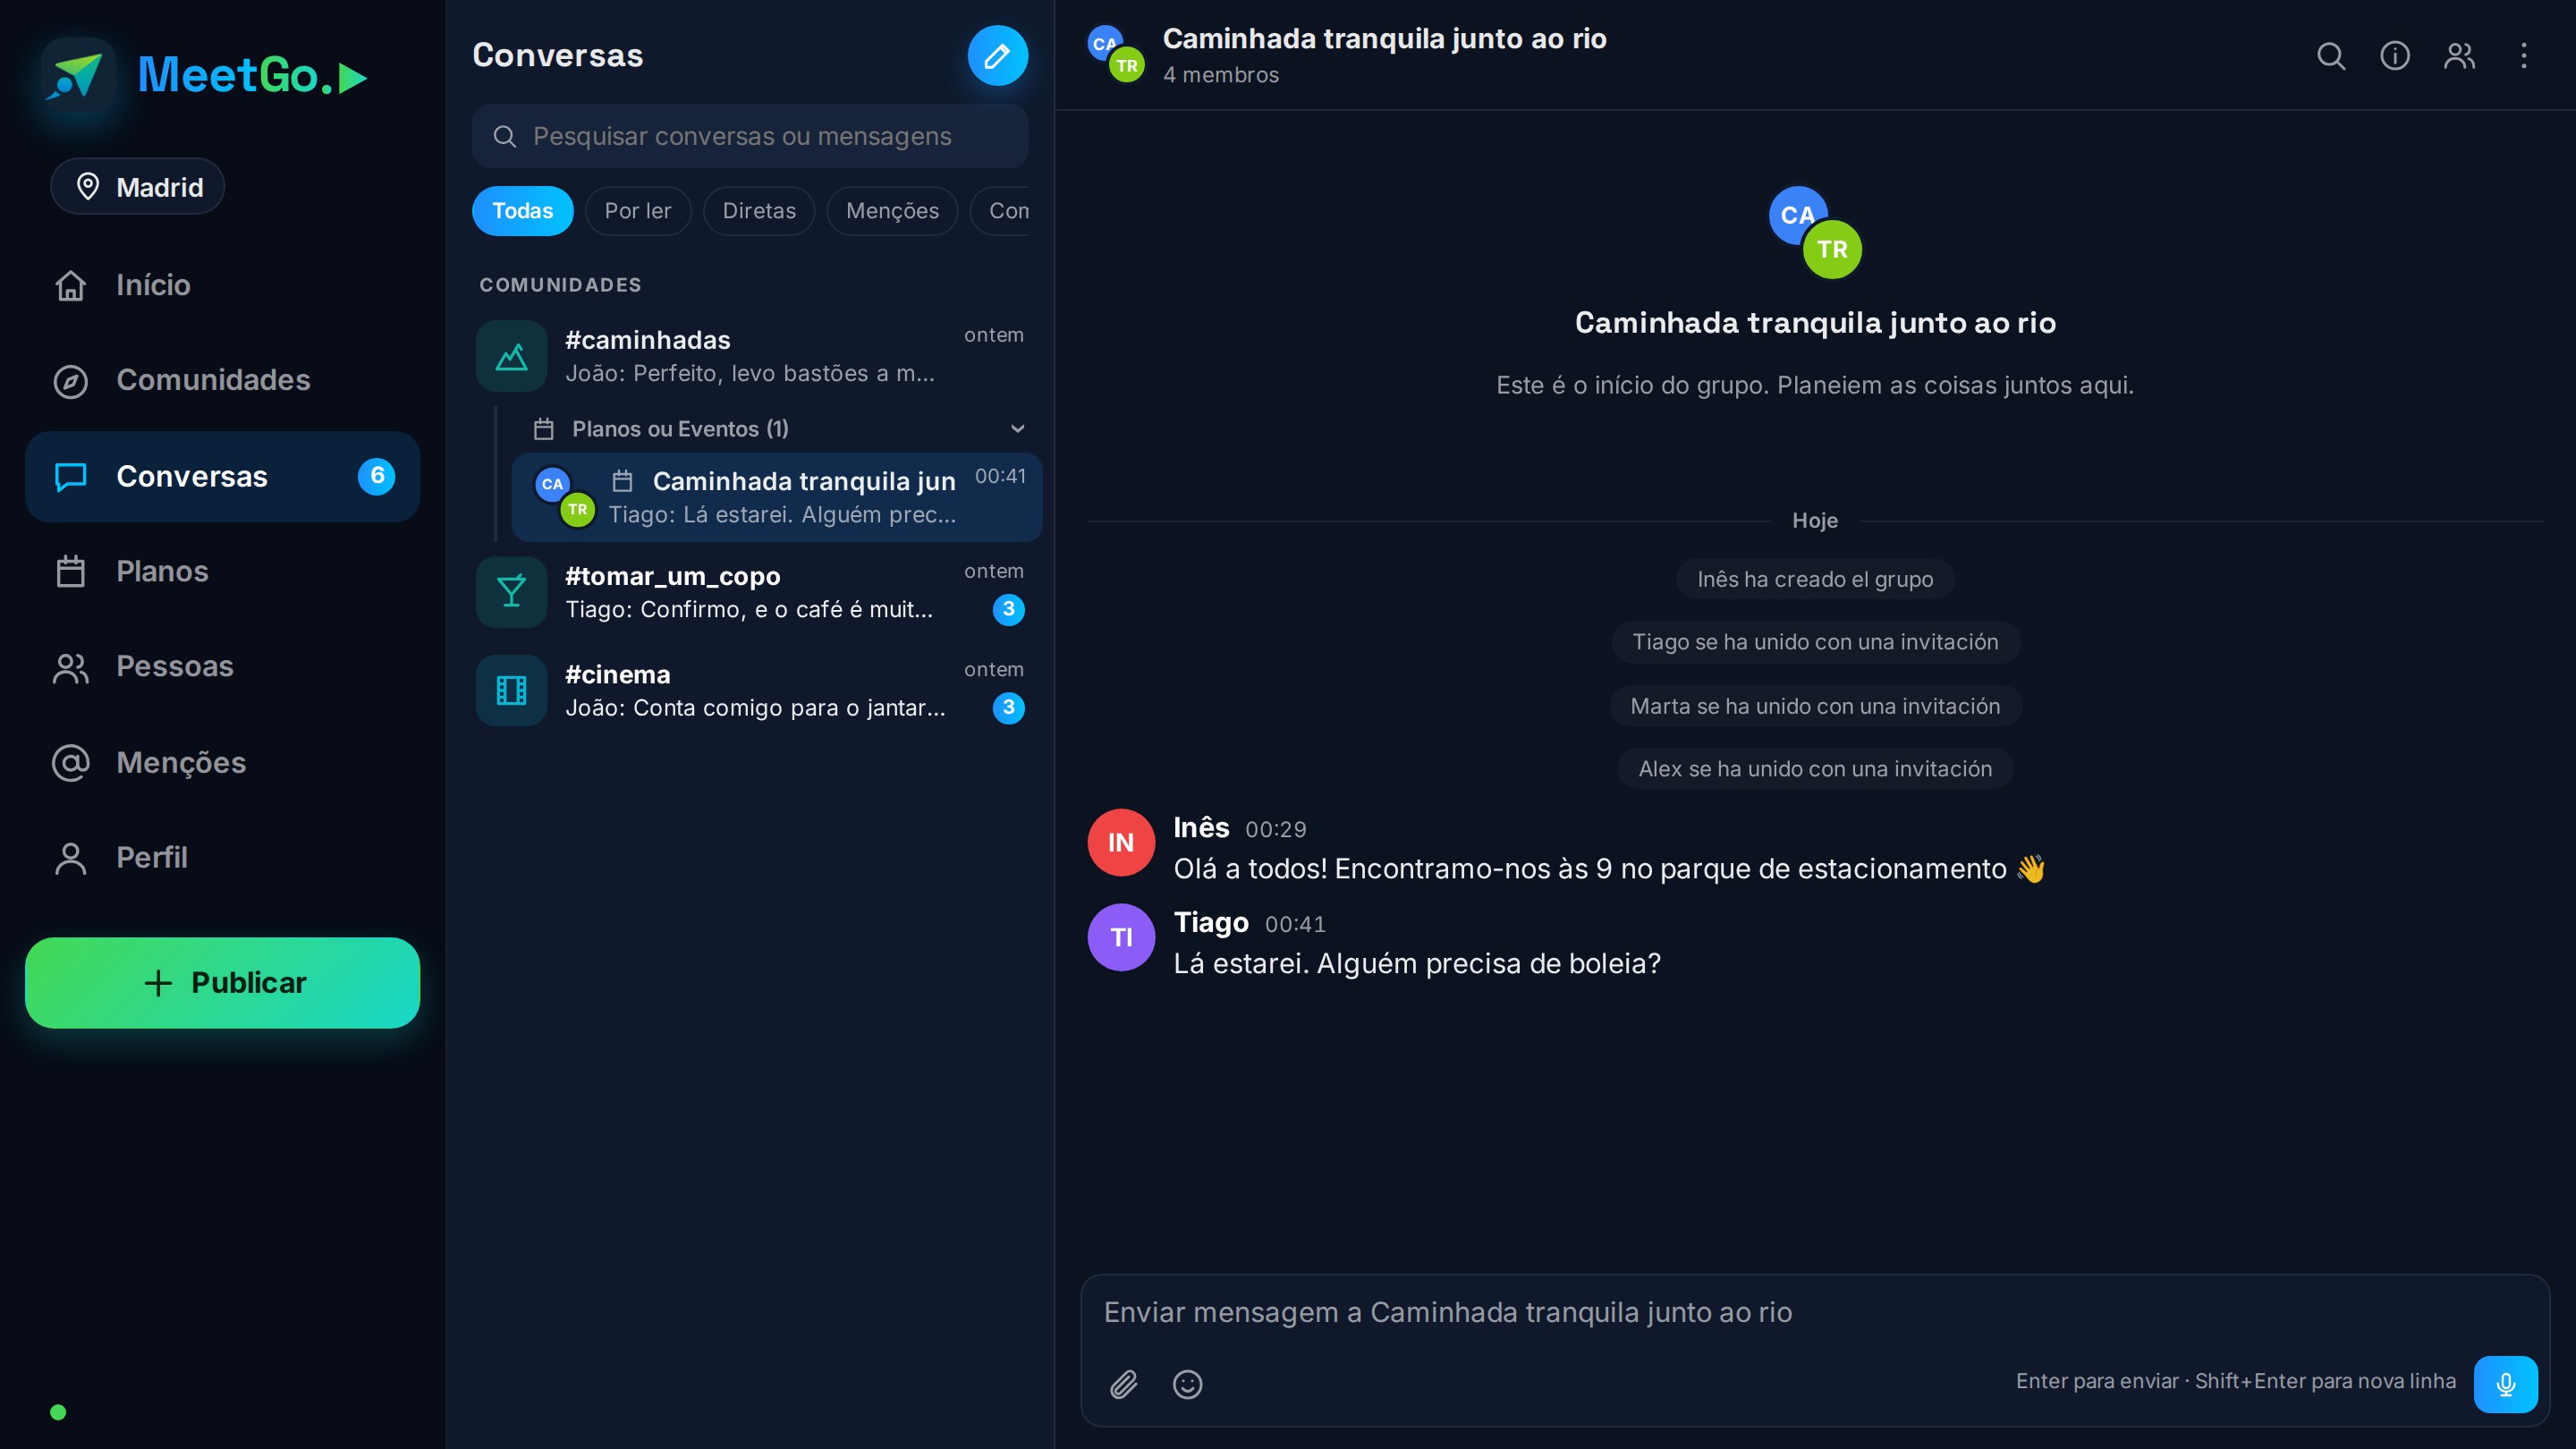 MeetGo.
Madrid
Início
Comunidades
Conversas
6
Planos
Pessoas
Menções
Perfil
Publicar
Conversas
Pesquisar conversas ou mensagens
Todas
Por ler
Diretas
Menções
Com
COMUNIDADES
#caminhadas
ontem
João: Perfeito, levo bastões a m...
Planos ou Eventos (1)
CA
TR
Caminhada tranquila jun
00:41
Tiago: Lá estarei. Alguém prec...
#tomar_um_copo
ontem
Tiago: Confirmo, e o café é muit...
3
#cinema
ontem
João: Conta comigo para o jantar...
3
CA
TR
Caminhada tranquila junto ao rio
4 membros
CA
TR
Caminhada tranquila junto ao rio
Este é o início do grupo. Planeiem as coisas juntos aqui.
Hoje
Inês ha creado el grupo
Tiago se ha unido con una invitación
Marta se ha unido con una invitación
Alex se ha unido con una invitación
IN
Inês 00:29
Olá a todos! Encontramo-nos às 9 no parque de estacionamento 👋
TI
Tiago 00:41
Lá estarei. Alguém precisa de boleia?
Enviar mensagem a Caminhada tranquila junto ao rio
Enter para enviar · Shift+Enter para nova linha